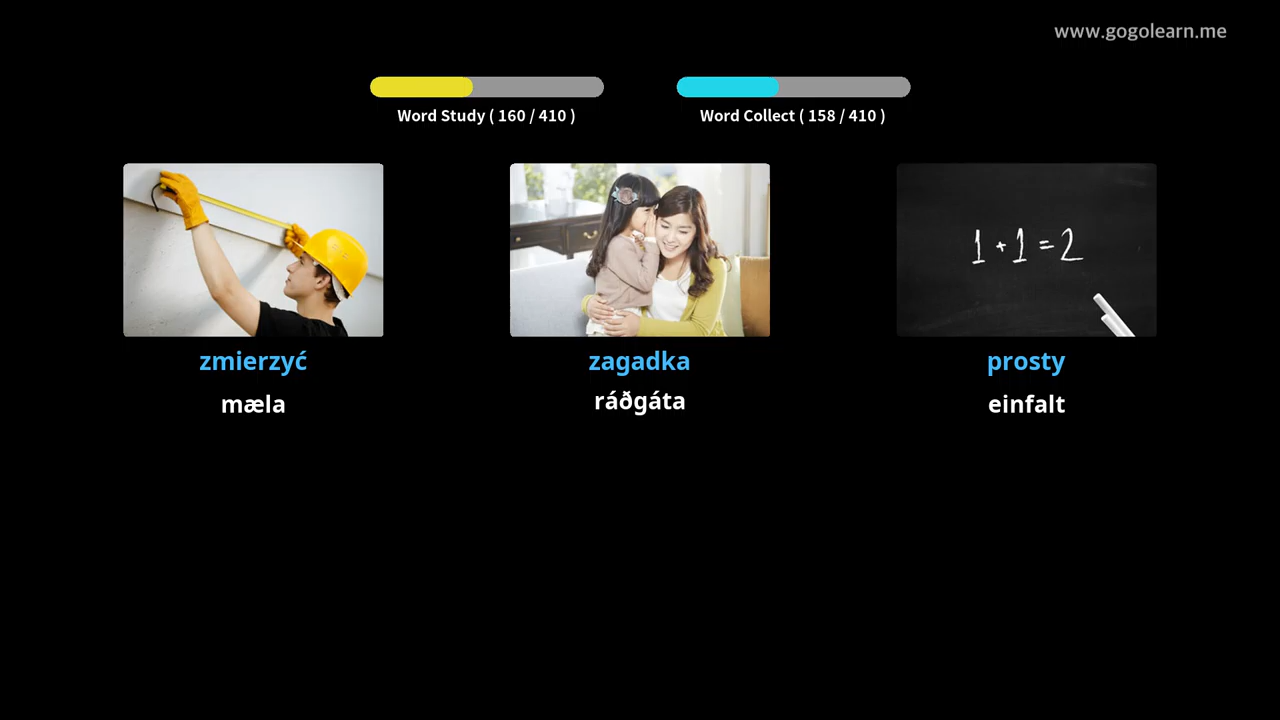 www.gogolearn.me
Word Study ( 160 / 410 )
Word Collect ( 158 / 410 )
1 + 1 = 2
zmierzyć
zagadka
prosty
mæla
ráðgáta
einfalt